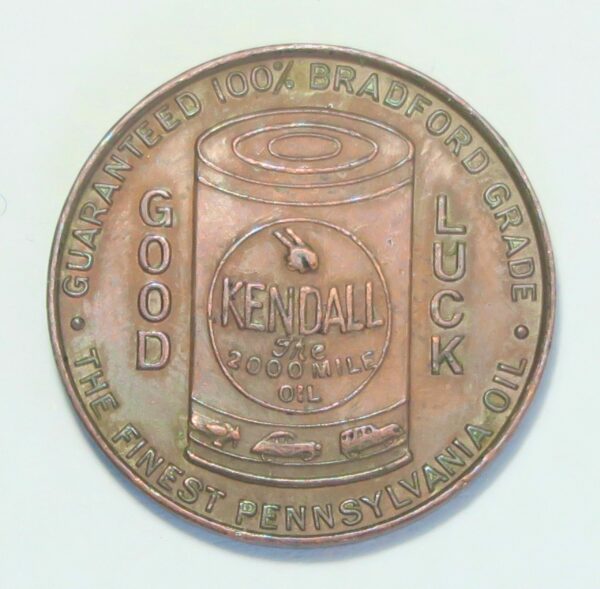 GUARANTEED 100% BRADFORD GRADE
GOOD
LUCK
KENDALL
The
2000 MILE
OIL
• THE FINEST PENNSYLVANIA OIL •